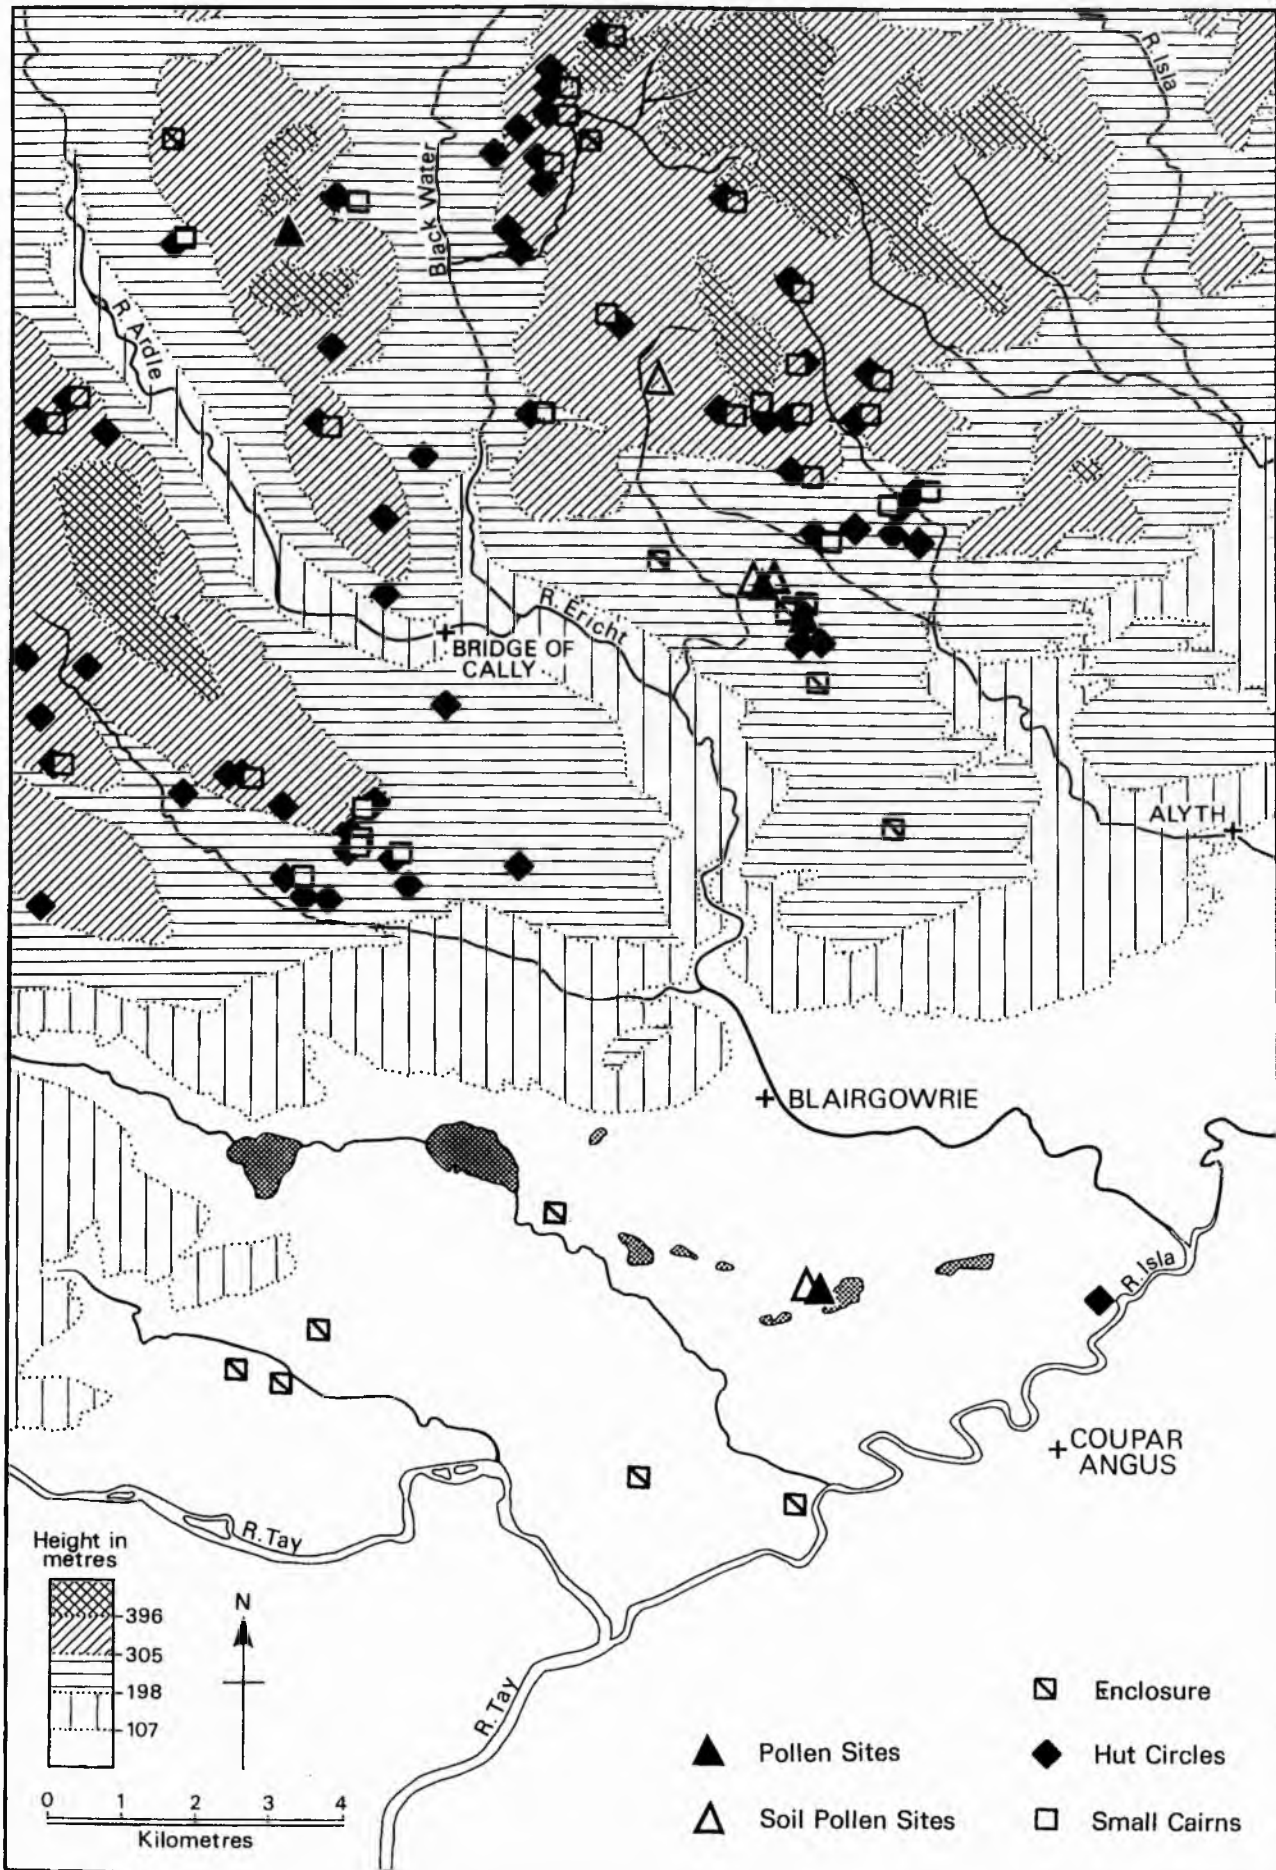 R. Isla
Black Water
R. Ardle
R. Ericht
BRIDGE OF
CALLY
ALYTH
BLAIRGOWRIE
R. Isla
COUPAR
ANGUS
R. Tay
Height in
metres
396
305
198
107
N
R. Tay
Enclosure
Pollen Sites
Hut Circles
Soil Pollen Sites
Small Cairns
0 1 2 3 4
Kilometres